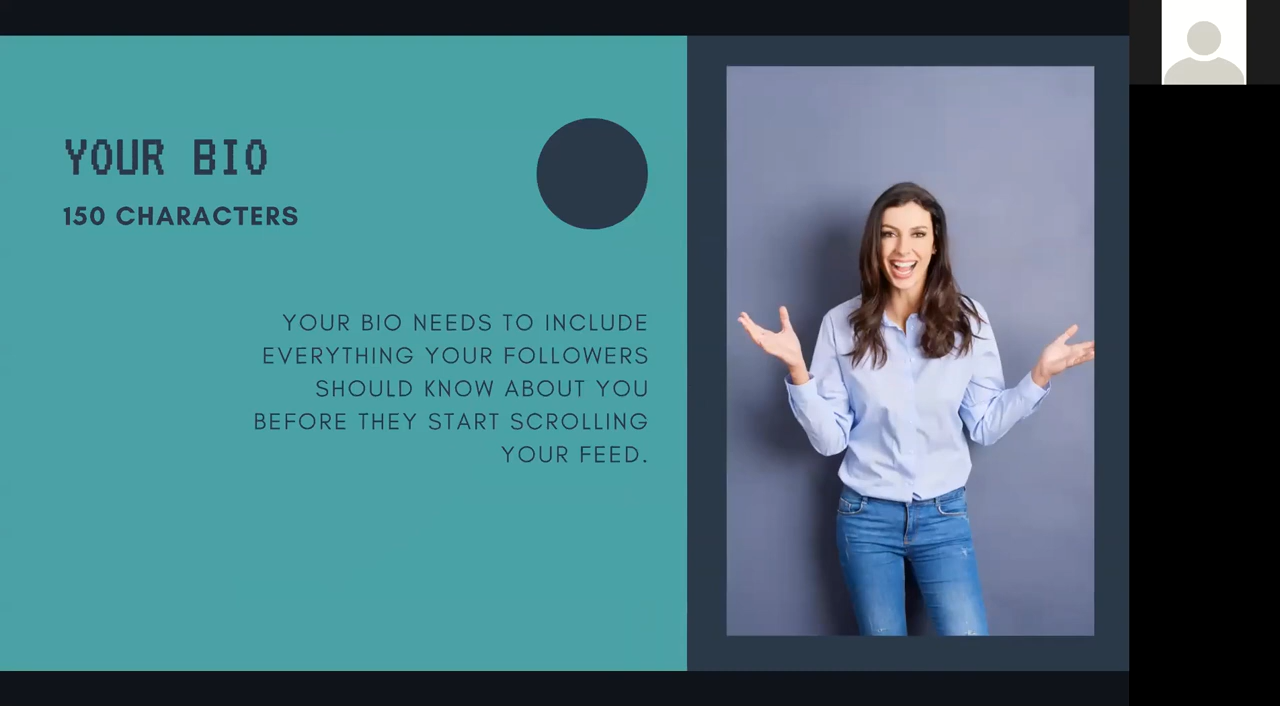 YOUR BIO
150 CHARACTERS
YOUR BIO NEEDS TO INCLUDE
EVERYTHING YOUR FOLLOWERS
SHOULD KNOW ABOUT YOU
BEFORE THEY START SCROLLING
YOUR FEED.